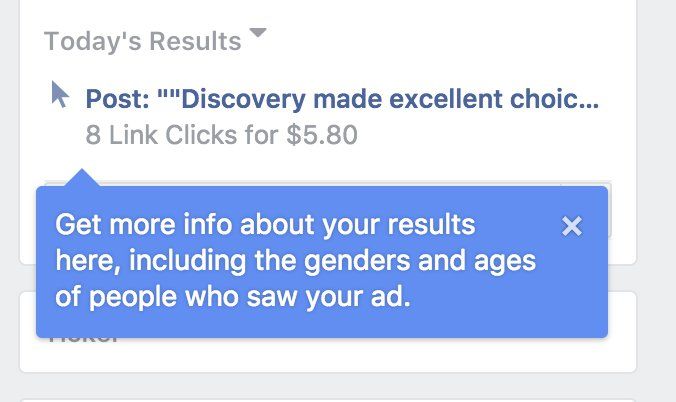 Today's Results
Post: ""Discovery made excellent choic...
8 Link Clicks for $5.80
Get more info about your results
here, including the genders and ages
of people who saw your ad.